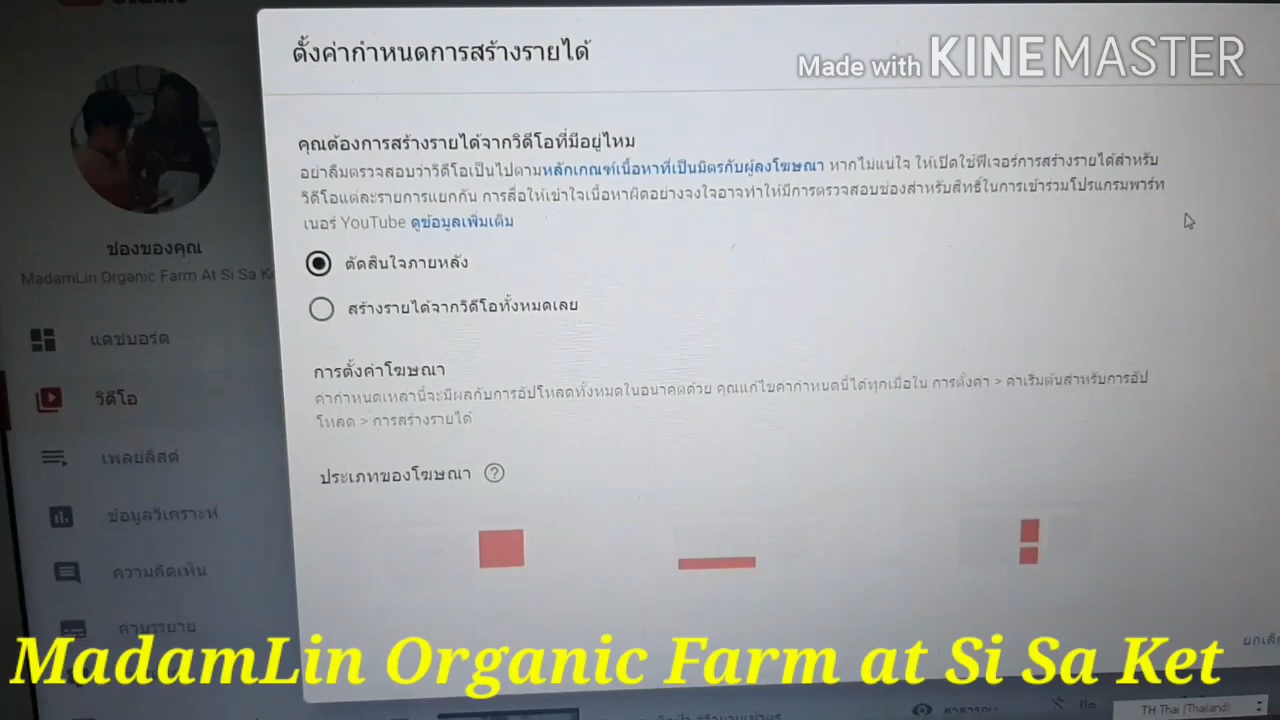 ตั้งค่ากำหนดการสร้างรายได้
Made with KINEMASTER
คุณต้องการสร้างรายได้จากวิดีโอที่มีอยู่ไหม
อย่าลืมตรวจสอบว่าวิดีโอเป็นไปตามหลักเกณฑ์เนื้อหาที่เป็นมิตรกับผู้ลงโฆษณา หากไม่แน่ใจ ให้เปิดใช้ฟีเจอร์การสร้างรายได้สำหรับ
วิดีโอแต่ละรายการแยกกัน การสื่อให้เข้าใจเนื้อหาผิดอย่างจงใจอาจทำให้มีการตรวจสอบช่องสำหรับสิทธิ์ในการเข้าร่วมโปรแกรมพาร์ท
เนอร์ YouTube ดูข้อมูลเพิ่มเติม
ตัดสินใจภายหลัง
สร้างรายได้จากวิดีโอทั้งหมดเลย
การตั้งค่าโฆษณา
ค่ากำหนดเหล่านี้จะมีผลกับการอัปโหลดทั้งหมดในอนาคตด้วย คุณแก้ไขค่ากำหนดนี้ได้ทุกเมื่อใน การตั้งค่า > ค่าเริ่มต้นสำหรับการอัป
โหลด > การสร้างรายได้
ประเภทของโฆษณา ?
ช่องของคุณ
MadamLin Organic Farm At Si Sa K
แดชบอร์ด
วิดีโอ
เพลย์ลิสต์
ข้อมูลวิเคราะห์
ความคิดเห็น
คำบรรยาย
MadamLin Organic Farm at Si Sa Ket
สาธารณะ
TH Thai (Thailand)